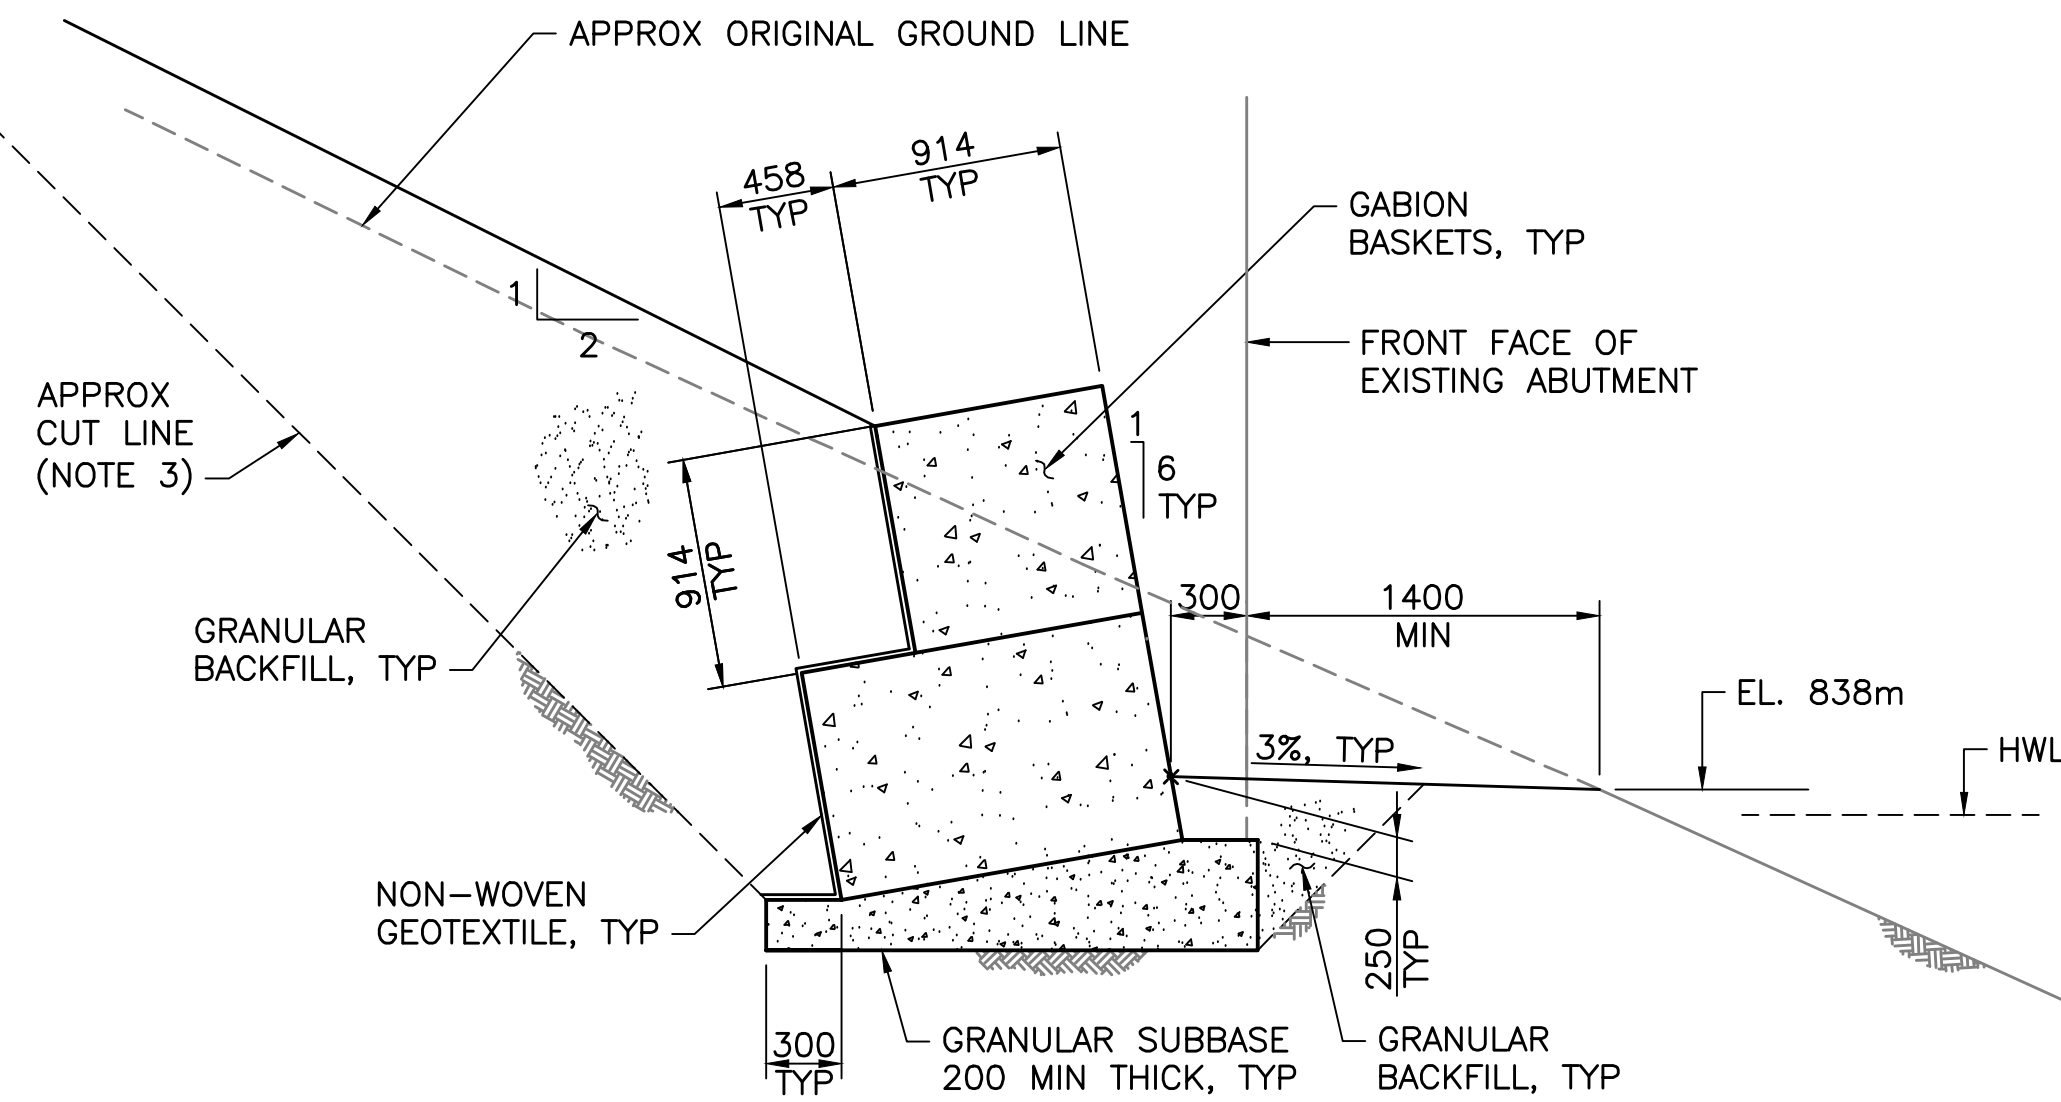 APPROX ORIGINAL GROUND LINE
914
TYP
458
TYP
GABION
BASKETS, TYP
1
2
FRONT FACE OF
EXISTING ABUTMENT
APPROX
CUT LINE
(NOTE 3)
1
6
TYP
914
TYP
300
1400
MIN
GRANULAR
BACKFILL, TYP
EL. 838m
3%, TYP
HWL
NON-WOVEN
GEOTEXTILE, TYP
250
TYP
300
TYP
GRANULAR SUBBASE
200 MIN THICK, TYP
GRANULAR
BACKFILL, TYP